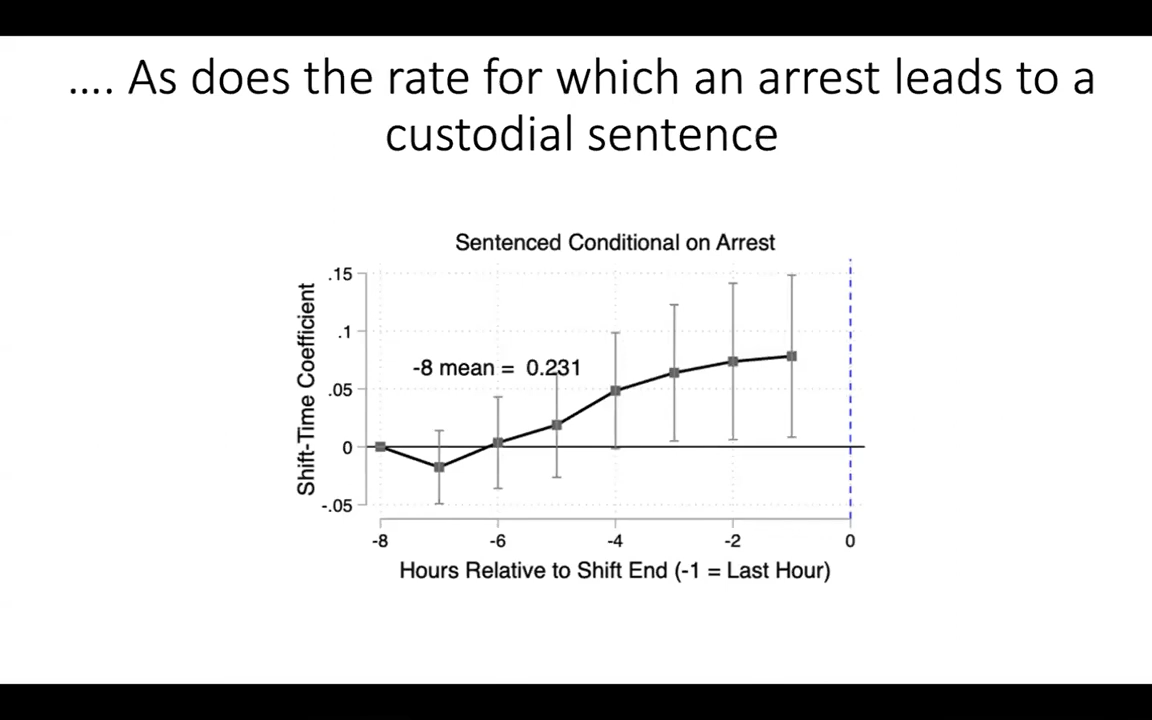 .... As does the rate for which an arrest leads to a
custodial sentence
Sentenced Conditional on Arrest
Shift-Time Coefficient
.15
.1
.05
0
-.05
-8 mean = 0.231
-8 -6 -4 -2 0
Hours Relative to Shift End (-1 = Last Hour)